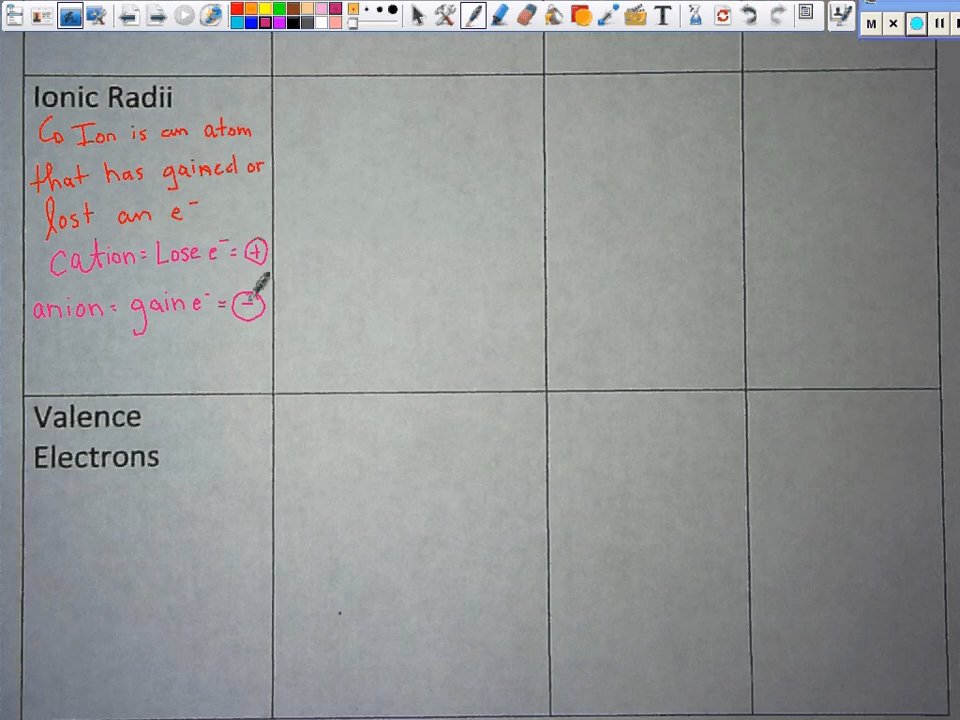 Ionic Radii
Ion is an atom
that has gained or
lost an e⁻
Cation = Lose e⁻ = +
anion = gain e⁻ = −
Valence
Electrons
T
M